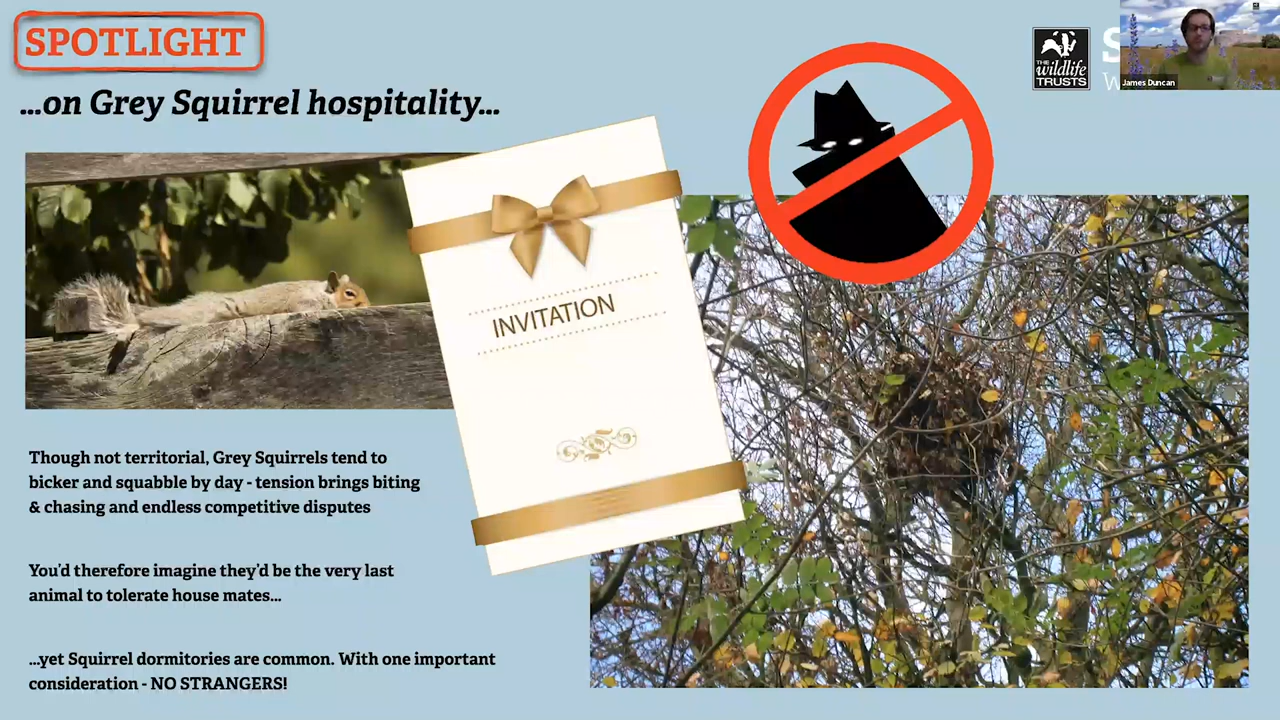 SPOTLIGHT
...on Grey Squirrel hospitality...
THE
wildlife
TRUSTS
James Duncan
INVITATION
Though not territorial, Grey Squirrels tend to
bicker and squabble by day - tension brings biting
& chasing and endless competitive disputes
You'd therefore imagine they'd be the very last
animal to tolerate house mates...
...yet Squirrel dormitories are common. With one important
consideration - NO STRANGERS!